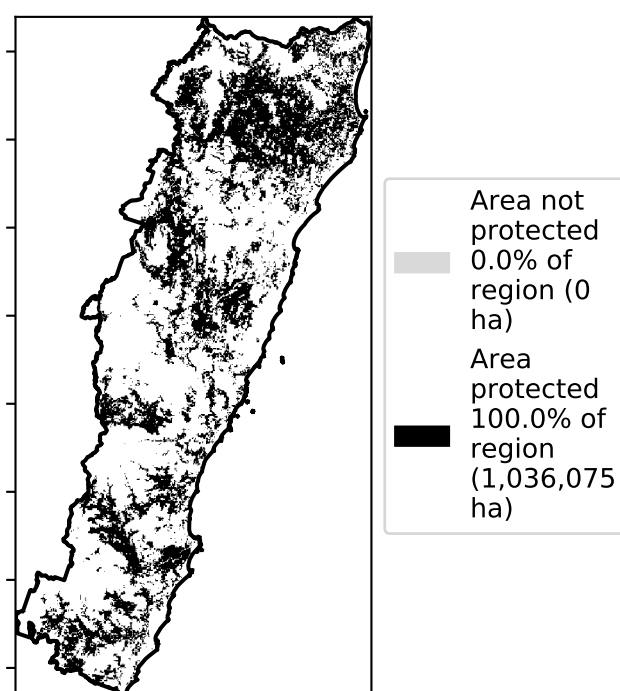 Area not
protected
0.0% of
region (0
ha)
Area
protected
100.0% of
region
(1,036,075
ha)